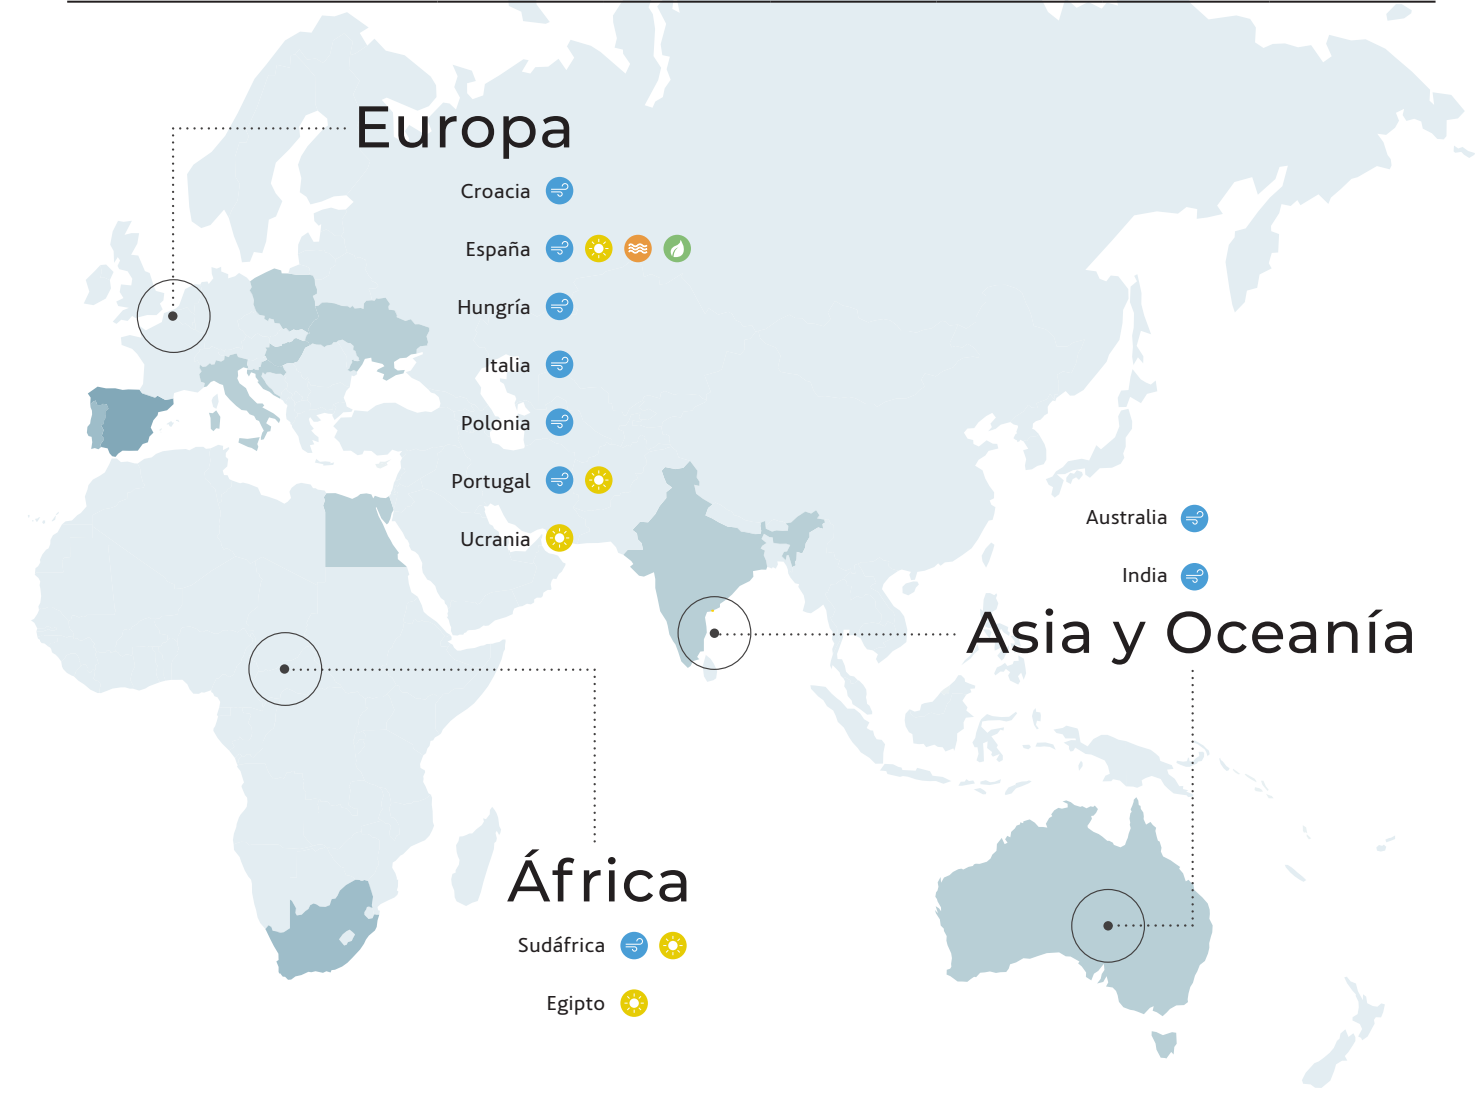 Europa
Croacia
España
Hungría
Italia
Polonia
Portugal
Ucrania
Australia
India
Asia y Oceanía
África
Sudáfrica
Egipto